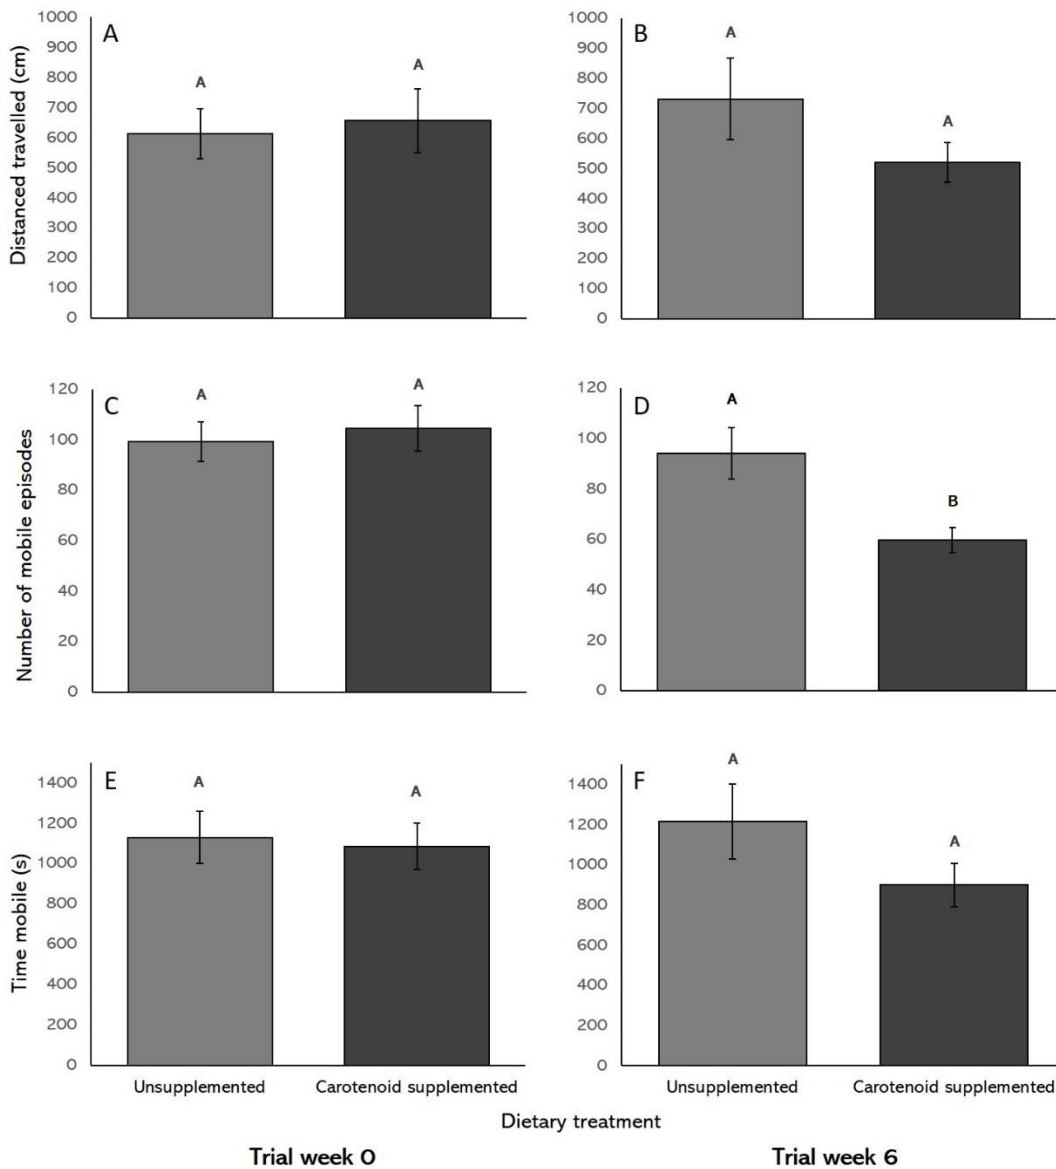 A
Distanced travelled (cm)
1000
900
800
700
600
500
400
300
200
100
0
A
A
B
1000
900
800
700
600
500
400
300
200
100
0
A
A
C
Number of mobile episodes
120
100
80
60
40
20
0
A
A
D
120
100
80
60
40
20
0
A
B
E
Time mobile (s)
1400
1200
1000
800
600
400
200
0
A
A
Unsupplemented
Carotenoid supplemented
F
1400
1200
1000
800
600
400
200
0
A
A
Unsupplemented
Carotenoid supplemented
Dietary treatment
Trial week 0
Trial week 6